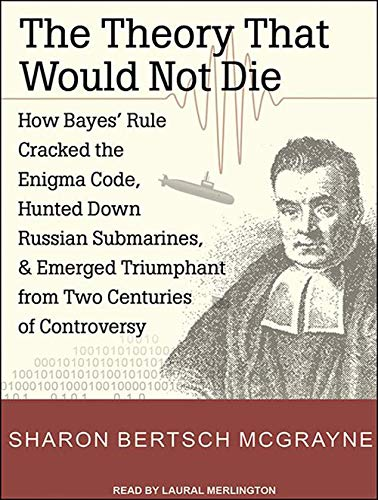 The Theory That
Would Not Die
How Bayes’ Rule
Cracked the
Enigma Code,
Hunted Down
Russian Submarines,
& Emerged Triumphant
from Two Centuries
of Controversy
SHARON BERTSCH MCGRAYNE
READ BY LAURAL MERLINGTON